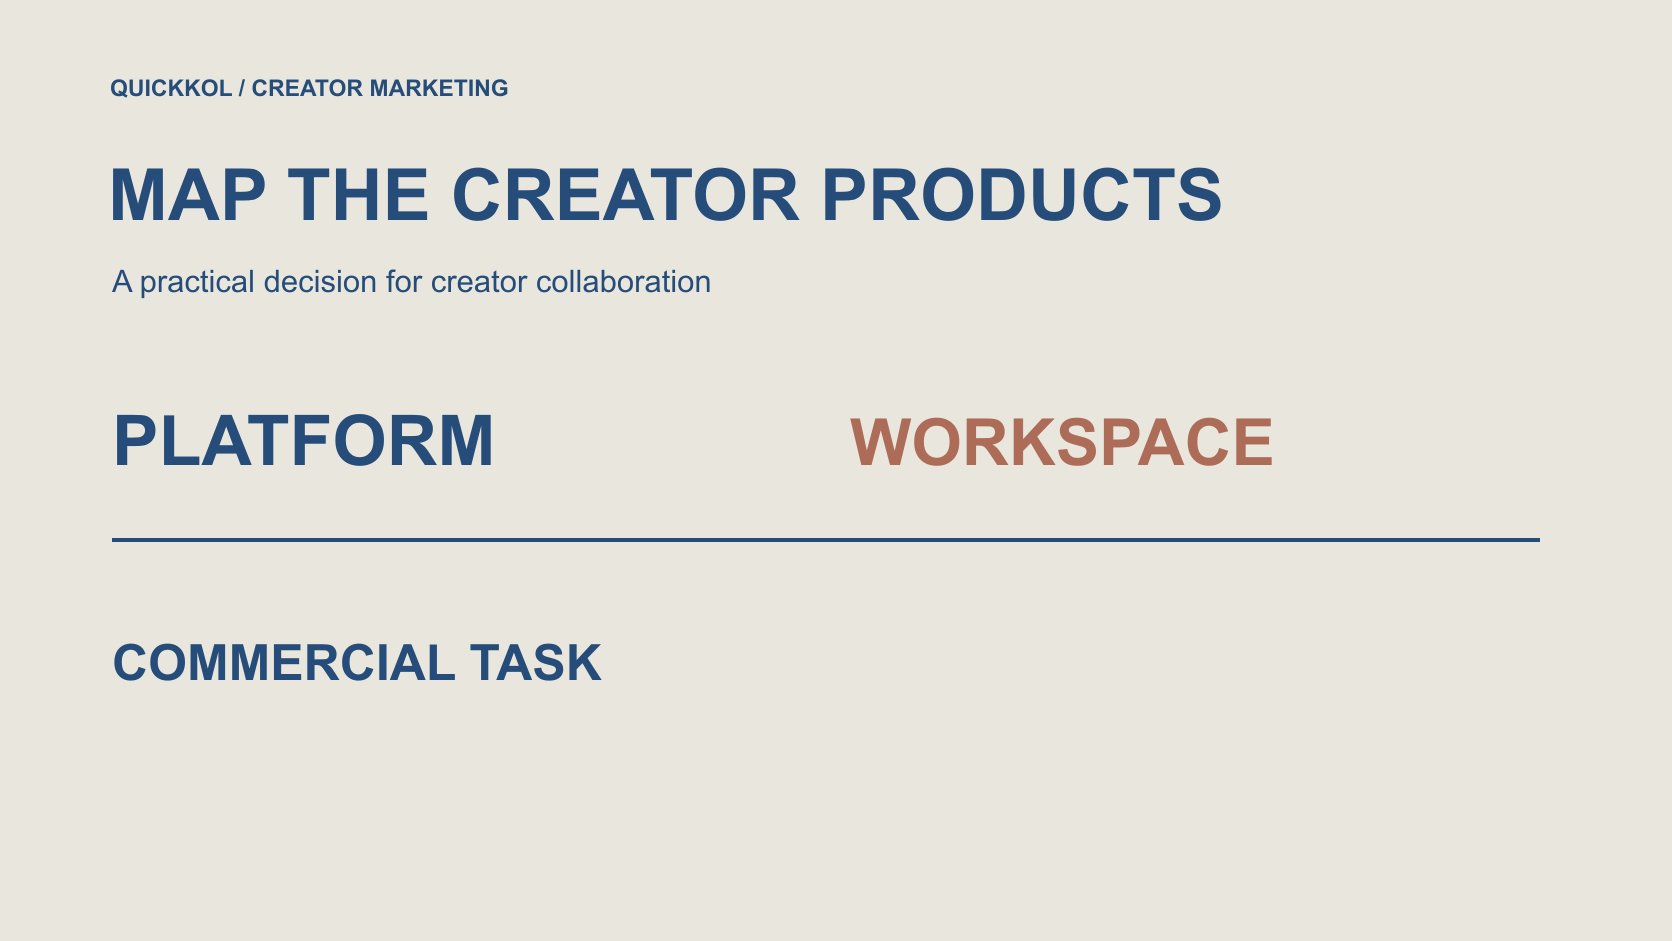 QUICKKOL / CREATOR MARKETING
MAP THE CREATOR PRODUCTS
A practical decision for creator collaboration
PLATFORM
WORKSPACE
COMMERCIAL TASK